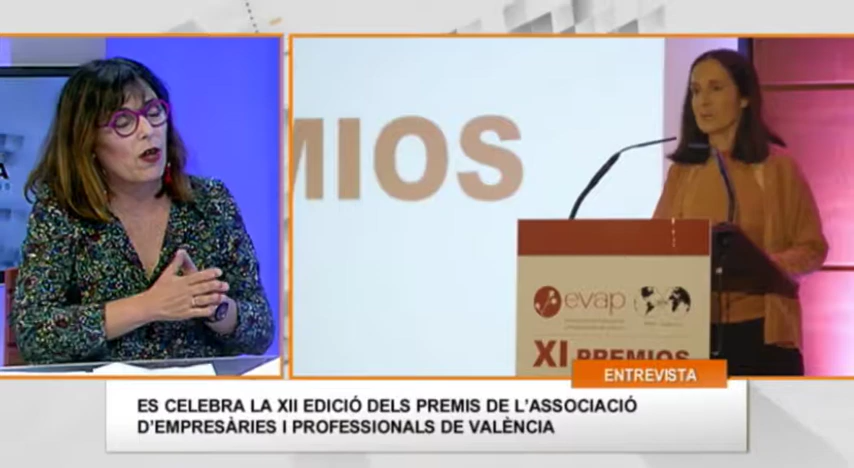 MIOS
evap
XI PREMIOS
ENTREVISTA
ES CELEBRA LA XII EDICIÓ DELS PREMIS DE L'ASSOCIACIÓ
D'EMPRESÀRIES I PROFESSIONALS DE VALÈNCIA